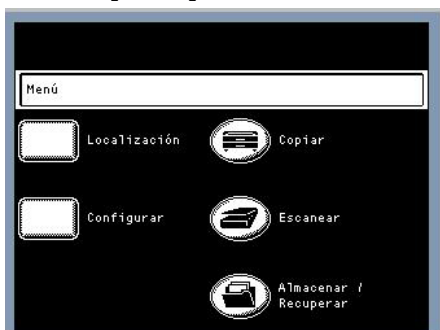 Menú
Localización
Copiar
Configurar
Escanear
Almacenar /
Recuperar